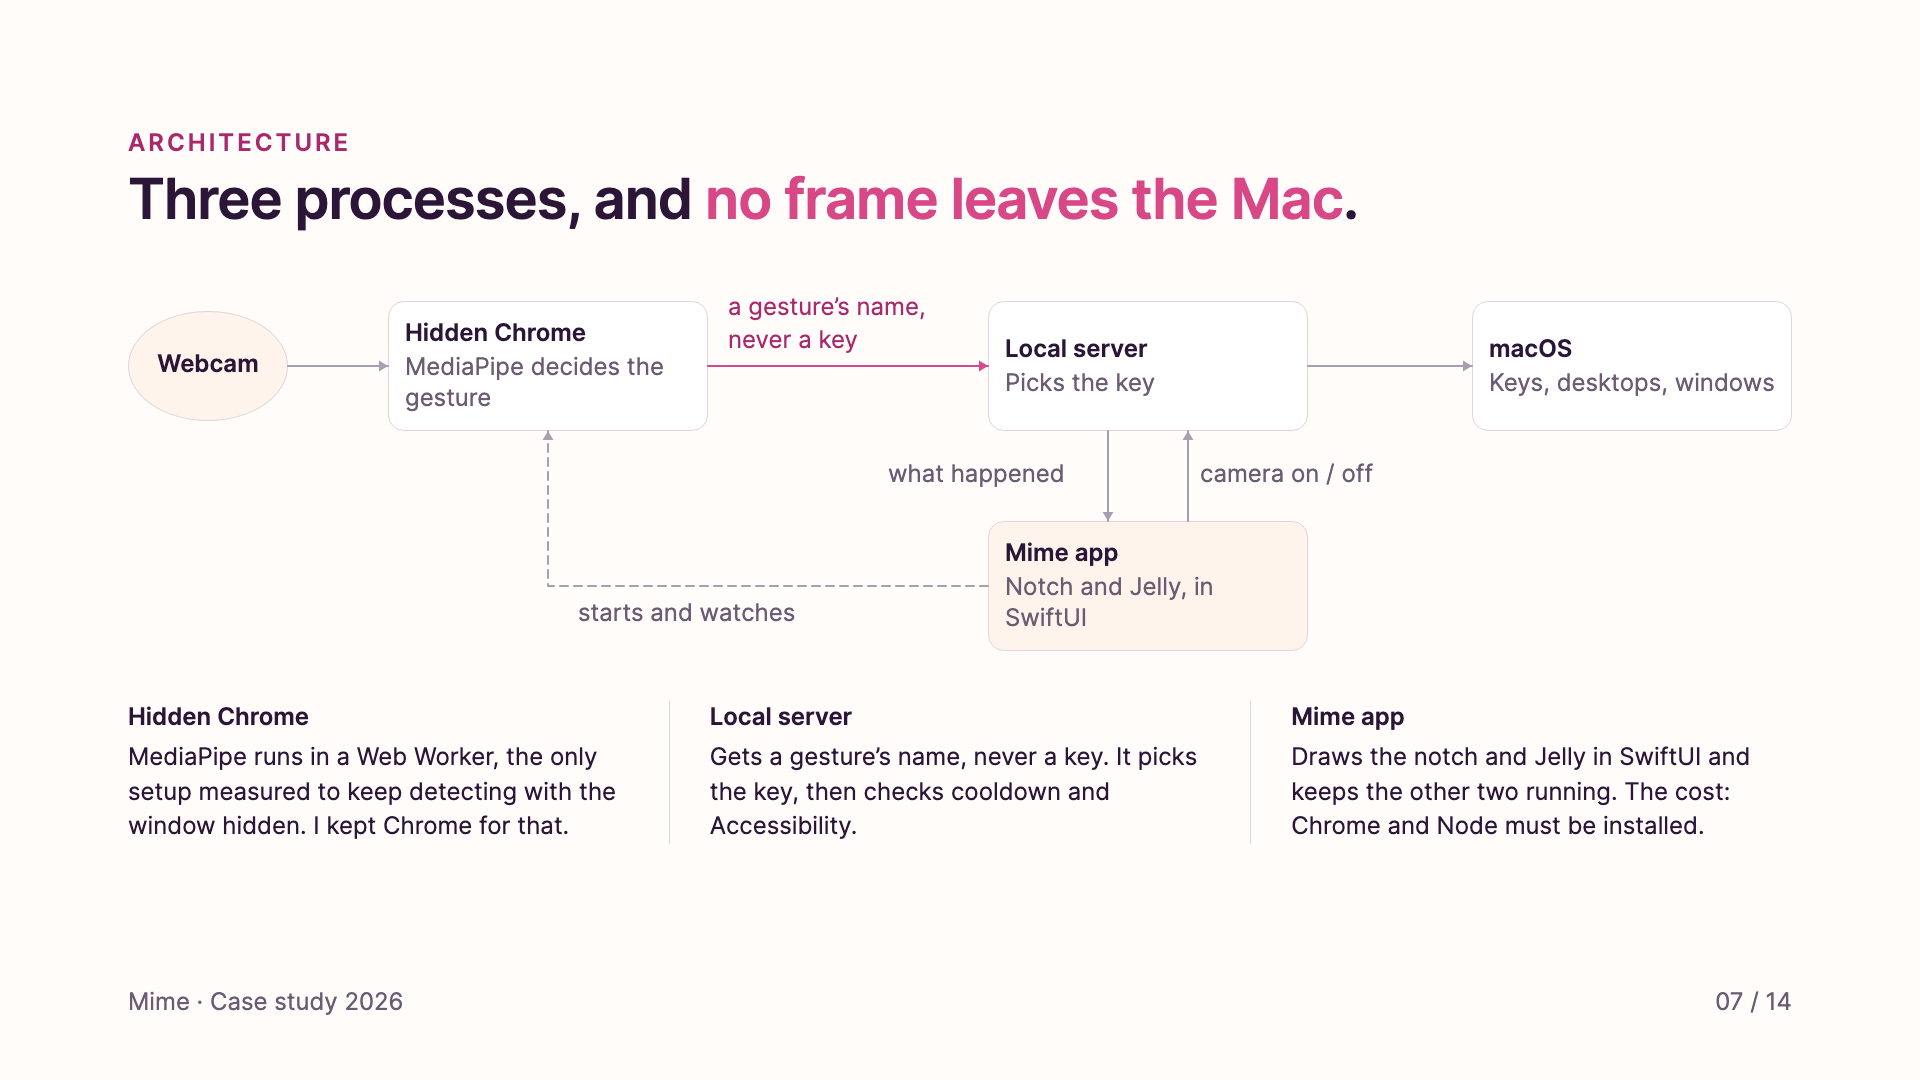 ARCHITECTURE
Three processes, and no frame leaves the Mac.
Webcam
Hidden Chrome
MediaPipe decides the
gesture
a gesture’s name,
never a key
Local server
Picks the key
macOS
Keys, desktops, windows
what happened
camera on / off
Mime app
Notch and Jelly, in
SwiftUI
starts and watches
Hidden Chrome
MediaPipe runs in a Web Worker, the only
setup measured to keep detecting with the
window hidden. I kept Chrome for that.
Local server
Gets a gesture’s name, never a key. It picks
the key, then checks cooldown and
Accessibility.
Mime app
Draws the notch and Jelly in SwiftUI and
keeps the other two running. The cost:
Chrome and Node must be installed.
Mime · Case study 2026
07 / 14